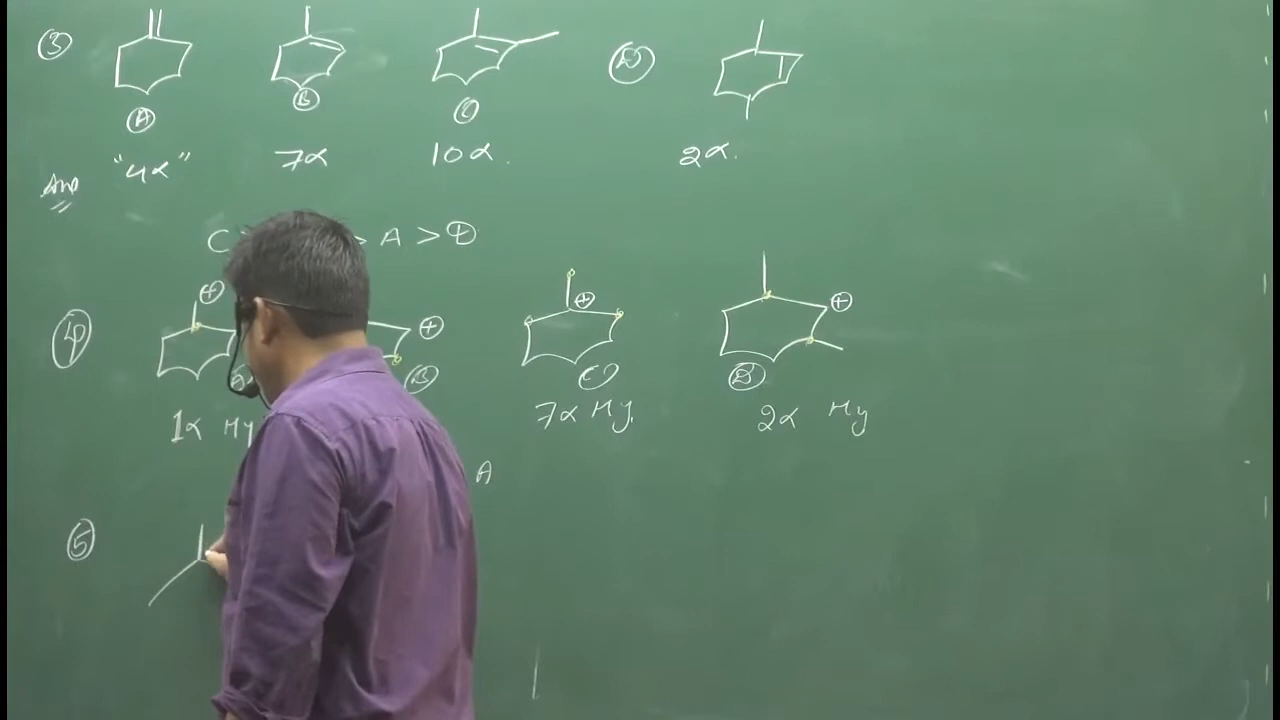 ③ Ⓐ Ⓑ Ⓒ Ⓓ
"4α" 7α 10α. 2α.
Ans
C > A > Ⓓ
④ ⊕ ⊕ Ⓑ ⊕ Ⓒ ⊕ Ⓓ
1α Hy 7α Hy. 2α Hy
A
⑤